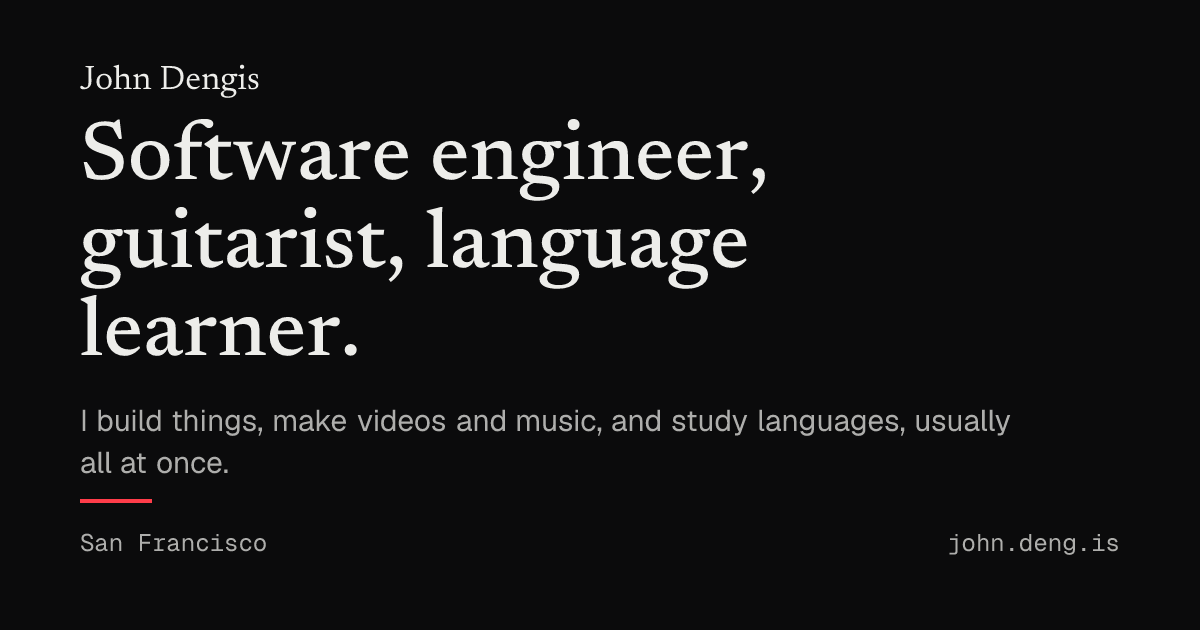 John Dengis
Software engineer,
guitarist, language
learner.
I build things, make videos and music, and study languages, usually
all at once.
San Francisco
john.deng.is